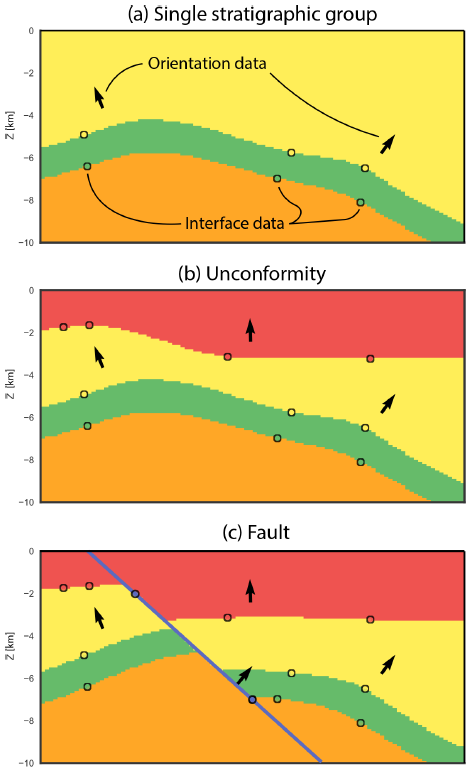 (a) Single stratigraphic group
0
−2
−4
−6
−8
−10
Z [km]
Orientation data
Interface data
(b) Unconformity
0
−2
−4
−6
−8
−10
Z [km]
(c) Fault
0
−2
−4
−6
−8
−10
Z [km]